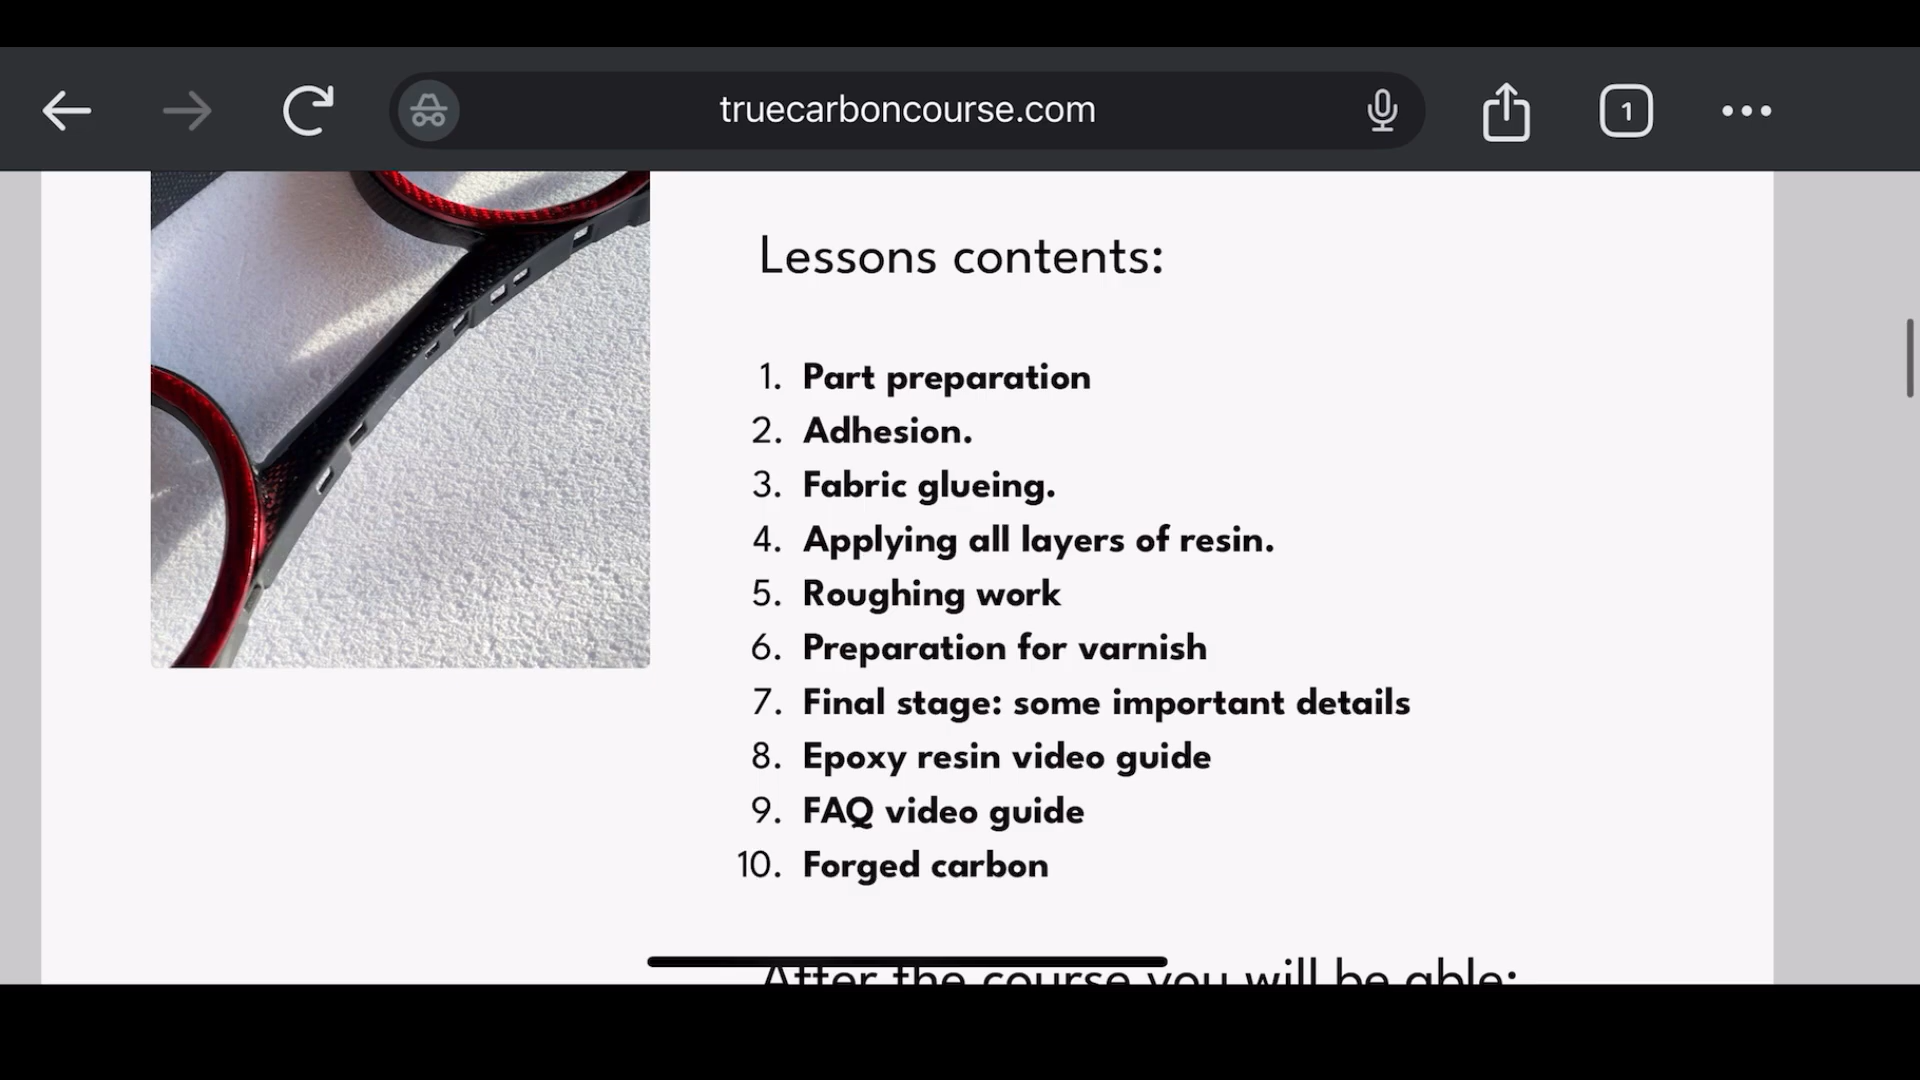 truecarboncourse.com
1
Lessons contents:
1. Part preparation
2. Adhesion.
3. Fabric glueing.
4. Applying all layers of resin.
5. Roughing work
6. Preparation for varnish
7. Final stage: some important details
8. Epoxy resin video guide
9. FAQ video guide
10. Forged carbon
After the course you will be able: